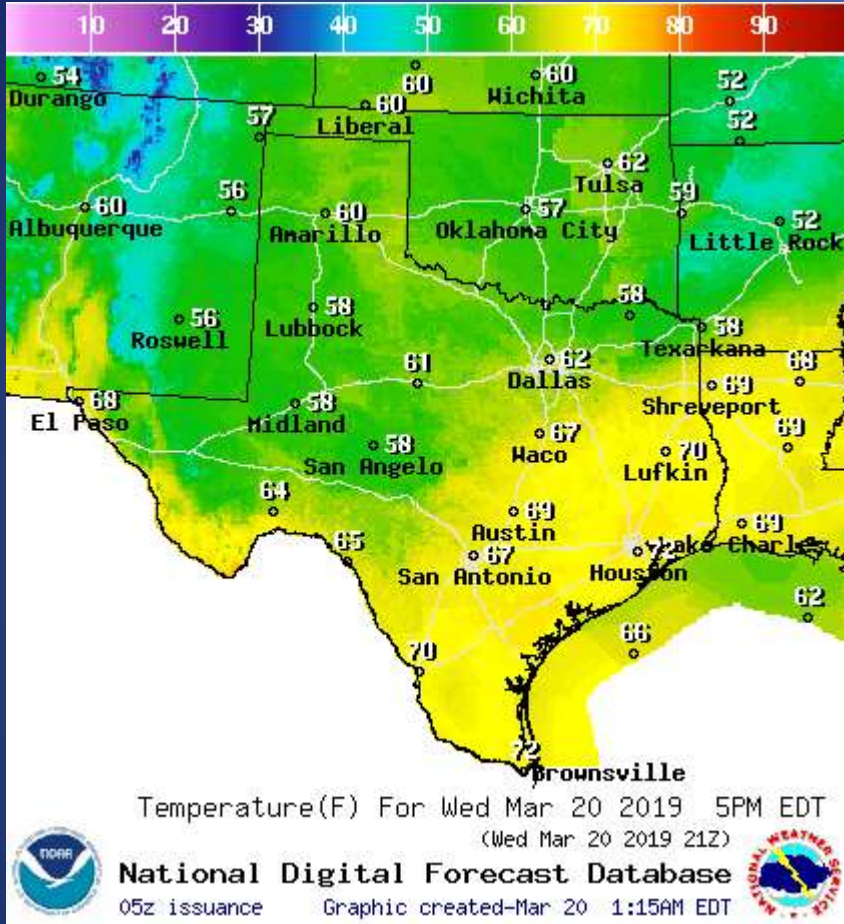 10 20 30 40 50 60 70 80 90
54
Durango
60
60
Wichita
52
60
Liberal
57
52
62
Tulsa
60
Albuquerque
56
60
Amarillo
57
Oklahoma City
59
52
Little Rock
56
Roswell
58
Lubbock
58
58
Texarkana
61
62
Dallas
68
69
Shreveport
68
El Paso
58
Midland
58
San Angelo
67
Waco
70
Lufkin
69
64
69
Austin
69
Lake Charles
65
67
San Antonio
72
Houston
62
66
70
72
Brownsville
Temperature(F) For Wed Mar 20 2019 5PM EDT
(Wed Mar 20 2019 21Z)
NOAA
National Digital Forecast Database
05z issuance Graphic created-Mar 20 1:15AM EDT
NATIONAL WEATHER SERVICE